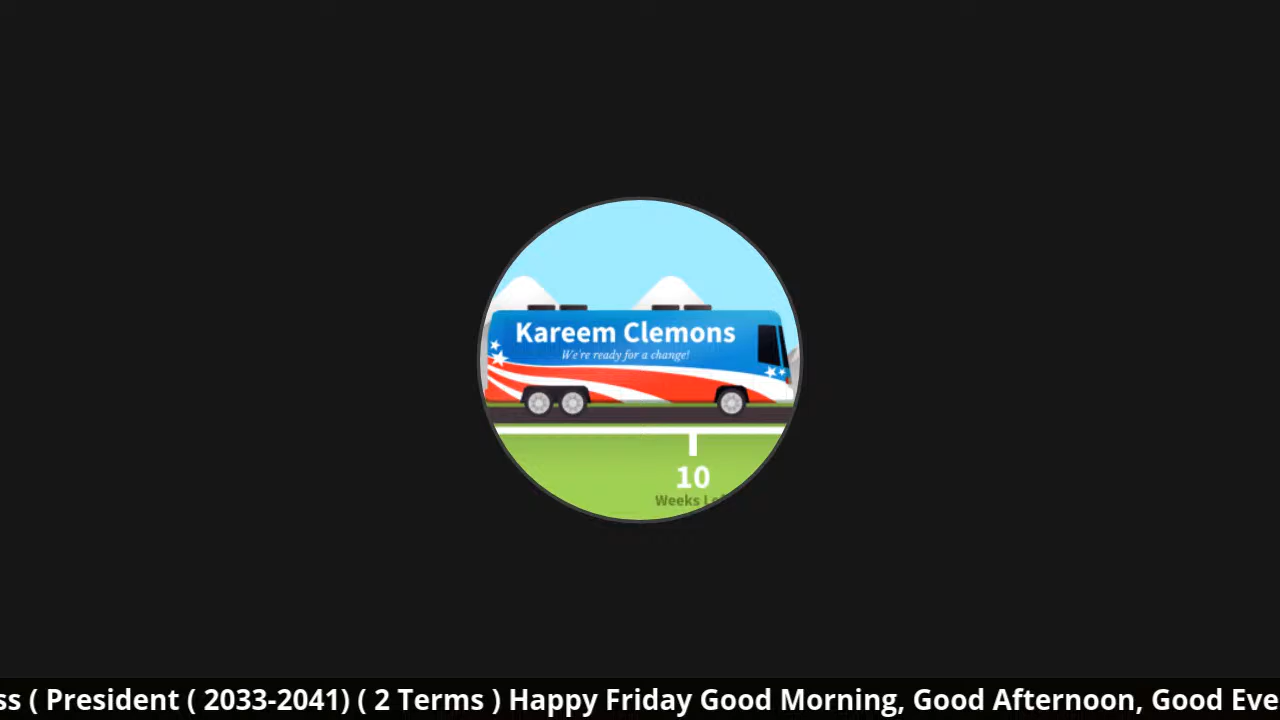 Kareem Clemons
We're ready for a change!
10
Weeks
ss ( President ( 2033-2041) ( 2 Terms ) Happy Friday Good Morning, Good Afternoon, Good Eve